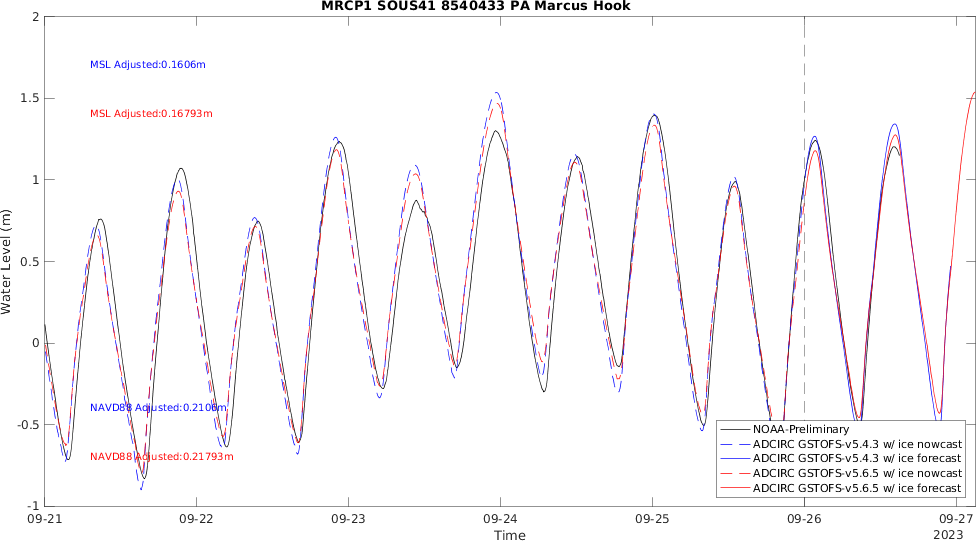 MRCP1 SOUS41 8540433 PA Marcus Hook
2
1.5
1
0.5
0
-0.5
-1
Water Level (m)
MSL Adjusted:0.1606m
MSL Adjusted:0.16793m
NAVD88 Adjusted:0.2106m
NAVD88 Adjusted:0.21793m
NOAA-Preliminary
ADCIRC GSTOFS-v5.4.3 w/ ice nowcast
ADCIRC GSTOFS-v5.4.3 w/ ice forecast
ADCIRC GSTOFS-v5.6.5 w/ ice nowcast
ADCIRC GSTOFS-v5.6.5 w/ ice forecast
09-21 09-22 09-23 09-24 09-25 09-26 09-27
2023
Time